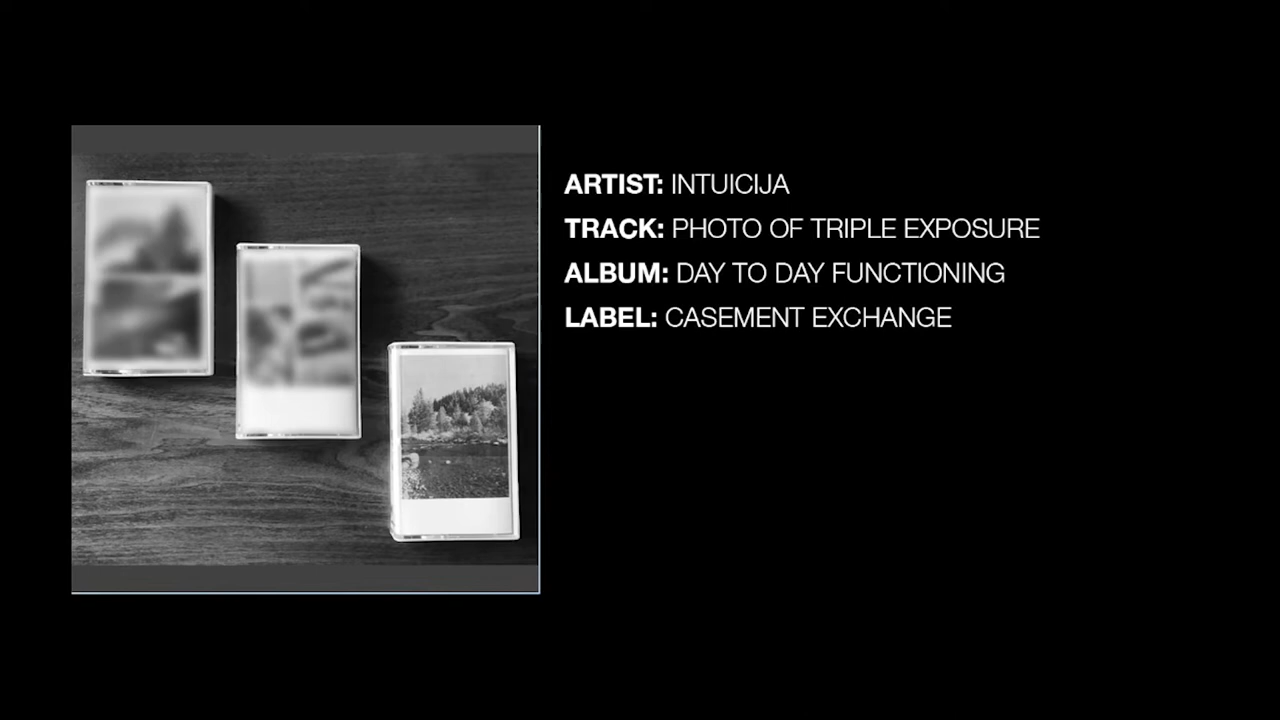 ARTIST: INTUICIJA
TRACK: PHOTO OF TRIPLE EXPOSURE
ALBUM: DAY TO DAY FUNCTIONING
LABEL: CASEMENT EXCHANGE